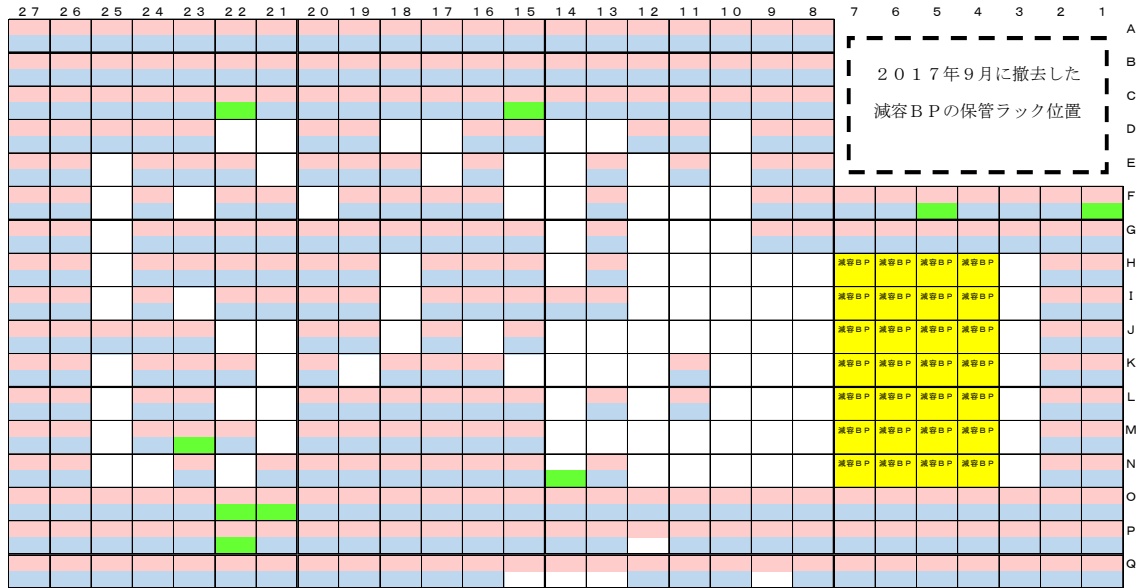 ２７ ２６ ２５ ２４ ２３ ２２ ２１ ２０ １９ １８ １７ １６ １５ １４ １３ １２ １１ １０ ９ ８ ７ ６ ５ ４ ３ ２ １
Ａ
２０１７年９月に撤去した
Ｂ
減容ＢＰの保管ラック位置
Ｃ
Ｄ
Ｅ
Ｆ
Ｇ
減容ＢＰ 減容ＢＰ 減容ＢＰ 減容ＢＰ Ｈ
減容ＢＰ 減容ＢＰ 減容ＢＰ 減容ＢＰ Ｉ
減容ＢＰ 減容ＢＰ 減容ＢＰ 減容ＢＰ Ｊ
減容ＢＰ 減容ＢＰ 減容ＢＰ 減容ＢＰ Ｋ
減容ＢＰ 減容ＢＰ 減容ＢＰ 減容ＢＰ Ｌ
減容ＢＰ 減容ＢＰ 減容ＢＰ 減容ＢＰ Ｍ
減容ＢＰ 減容ＢＰ 減容ＢＰ 減容ＢＰ Ｎ
Ｏ
Ｐ
Ｑ